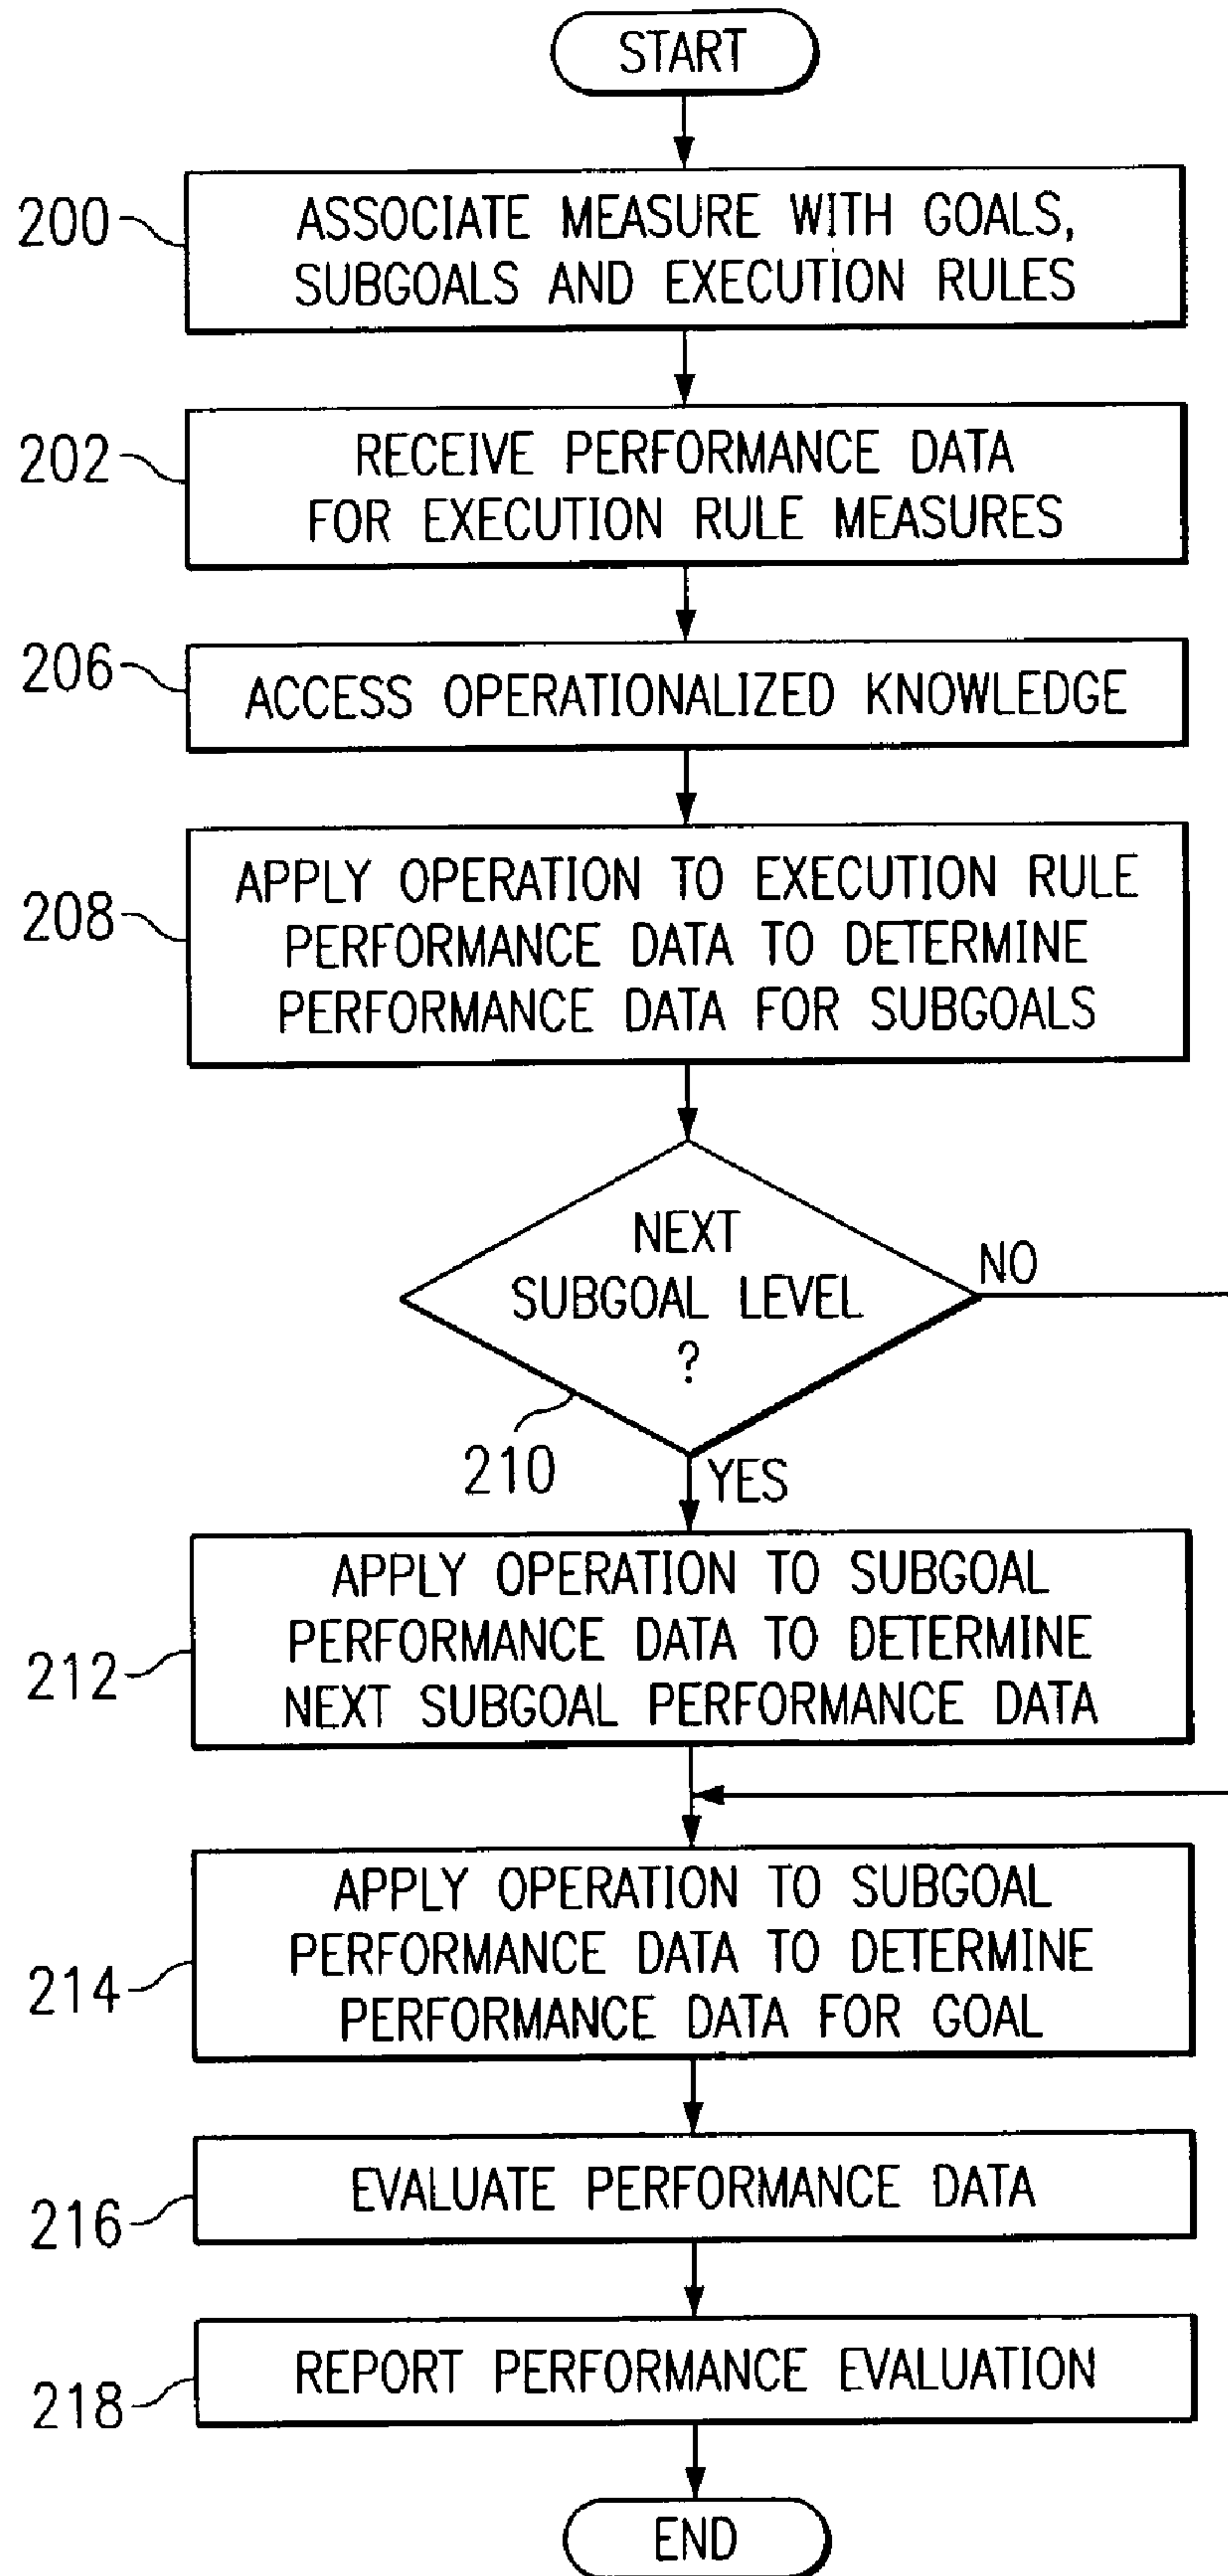 START
200
ASSOCIATE MEASURE WITH GOALS,
SUBGOALS AND EXECUTION RULES
202
RECEIVE PERFORMANCE DATA
FOR EXECUTION RULE MEASURES
206
ACCESS OPERATIONALIZED KNOWLEDGE
208
APPLY OPERATION TO EXECUTION RULE
PERFORMANCE DATA TO DETERMINE
PERFORMANCE DATA FOR SUBGOALS
NEXT
SUBGOAL LEVEL
?
NO
210
YES
212
APPLY OPERATION TO SUBGOAL
PERFORMANCE DATA TO DETERMINE
NEXT SUBGOAL PERFORMANCE DATA
214
APPLY OPERATION TO SUBGOAL
PERFORMANCE DATA TO DETERMINE
PERFORMANCE DATA FOR GOAL
216
EVALUATE PERFORMANCE DATA
218
REPORT PERFORMANCE EVALUATION
END